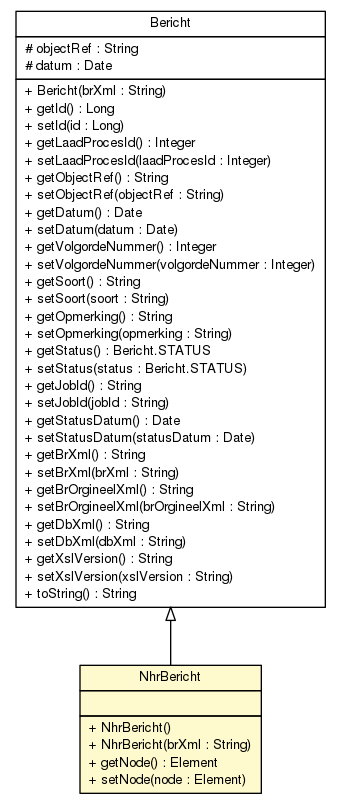 Bericht
# objectRef : String
# datum : Date
+ Bericht(brXml : String)
+ getId() : Long
+ setId(id : Long)
+ getLaadProcesId() : Integer
+ setLaadProcesId(laadProcesId : Integer)
+ getObjectRef() : String
+ setObjectRef(objectRef : String)
+ getDatum() : Date
+ setDatum(datum : Date)
+ getVolgordeNummer() : Integer
+ setVolgordeNummer(volgordeNummer : Integer)
+ getSoort() : String
+ setSoort(soort : String)
+ getOpmerking() : String
+ setOpmerking(opmerking : String)
+ getStatus() : Bericht.STATUS
+ setStatus(status : Bericht.STATUS)
+ getJobId() : String
+ setJobId(jobId : String)
+ getStatusDatum() : Date
+ setStatusDatum(statusDatum : Date)
+ getBrXml() : String
+ setBrXml(brXml : String)
+ getBrOrgineelXml() : String
+ setBrOrgineelXml(brOrgineelXml : String)
+ getDbXml() : String
+ setDbXml(dbXml : String)
+ getXslVersion() : String
+ setXslVersion(xslVersion : String)
+ toString() : String
NhrBericht
+ NhrBericht()
+ NhrBericht(brXml : String)
+ getNode() : Element
+ setNode(node : Element)